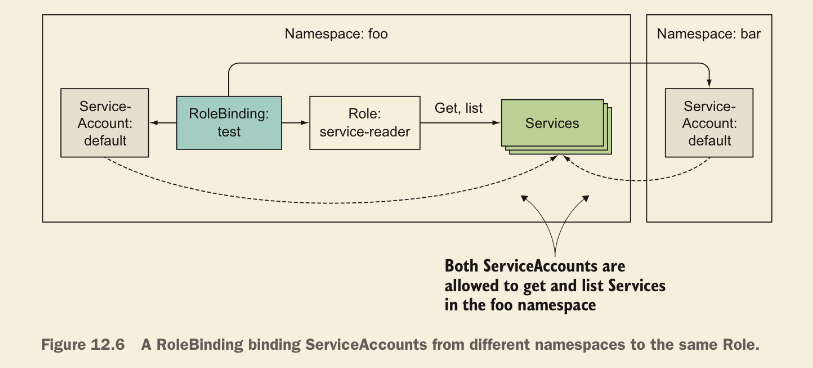 Namespace: foo
Namespace: bar
Service-
Account:
default
RoleBinding:
test
Role:
service-reader
Get, list
Services
Service-
Account:
default
Both ServiceAccounts are
allowed to get and list Services
in the foo namespace
Figure 12.6 A RoleBinding binding ServiceAccounts from different namespaces to the same Role.